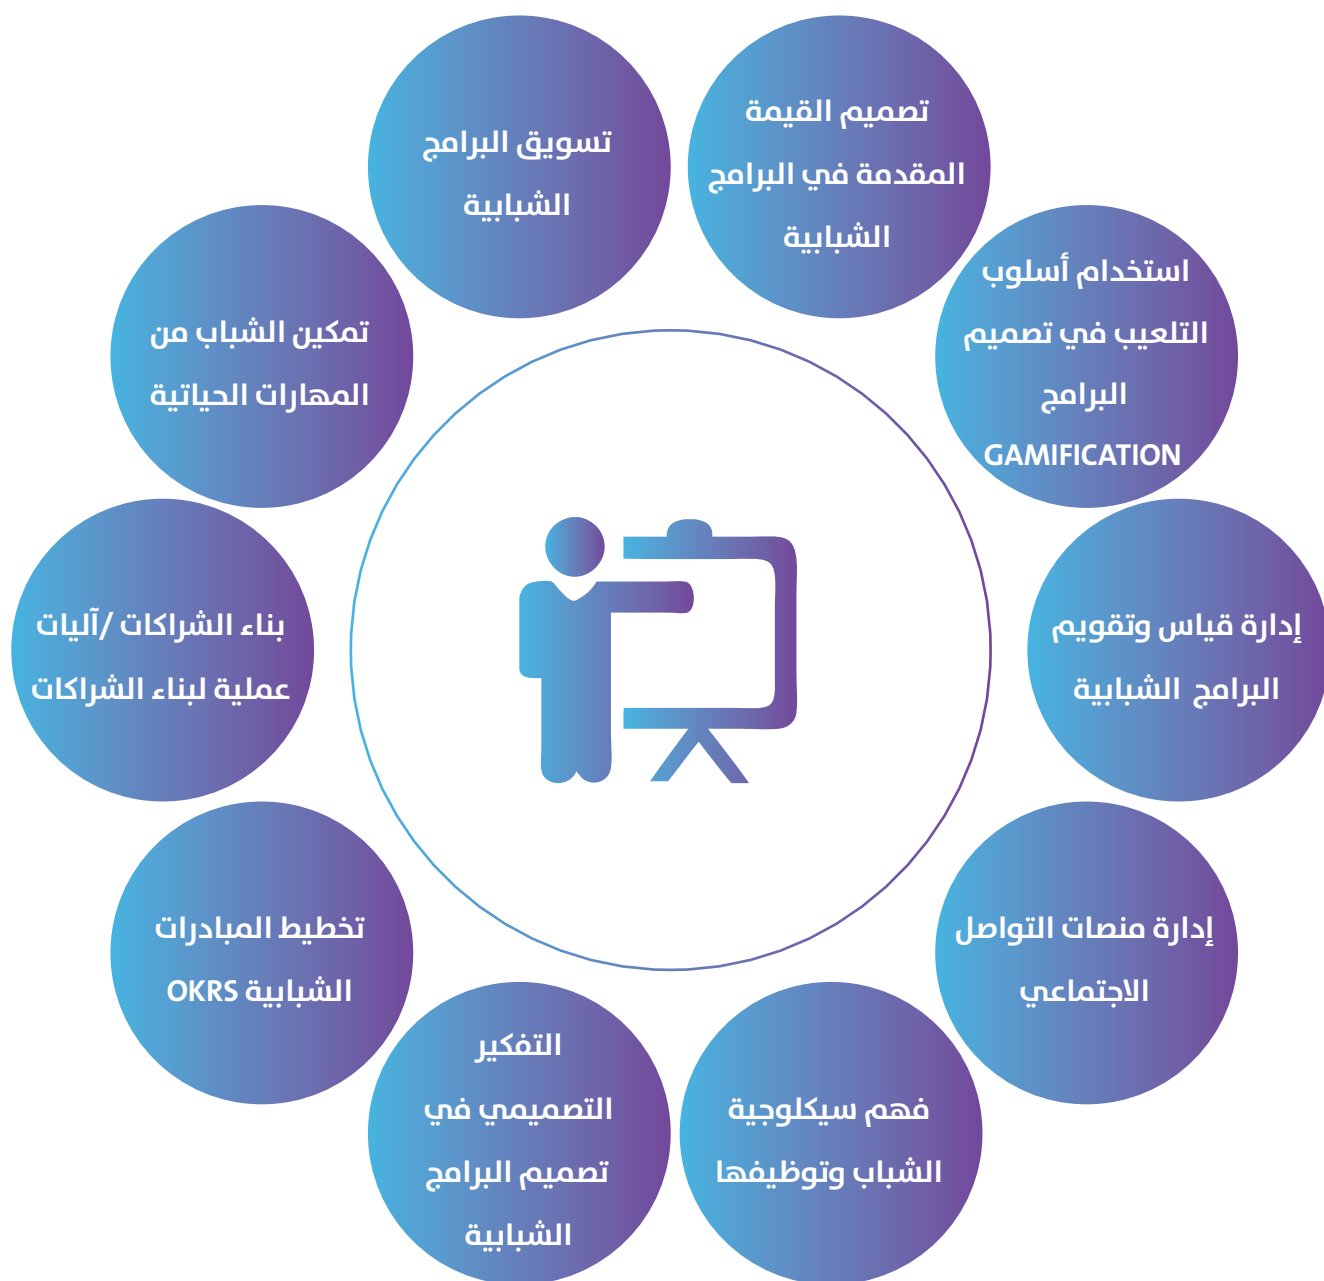 تصميم القيمة
المقدمة في البرامج
الشبابية
استخدام أسلوب
التلعيب في تصميم
البرامج
GAMIFICATION
إدارة قياس وتقويم
البرامج الشبابية
إدارة منصات التواصل
الاجتماعي
فهم سيكلوجية
الشباب وتوظيفها
التفكير
التصميمي في
تصميم البرامج
الشبابية
تخطيط المبادرات
الشبابية OKRS
بناء الشراكات /آليات
عملية لبناء الشراكات
تمكين الشباب من
المهارات الحياتية
تسويق البرامج
الشبابية